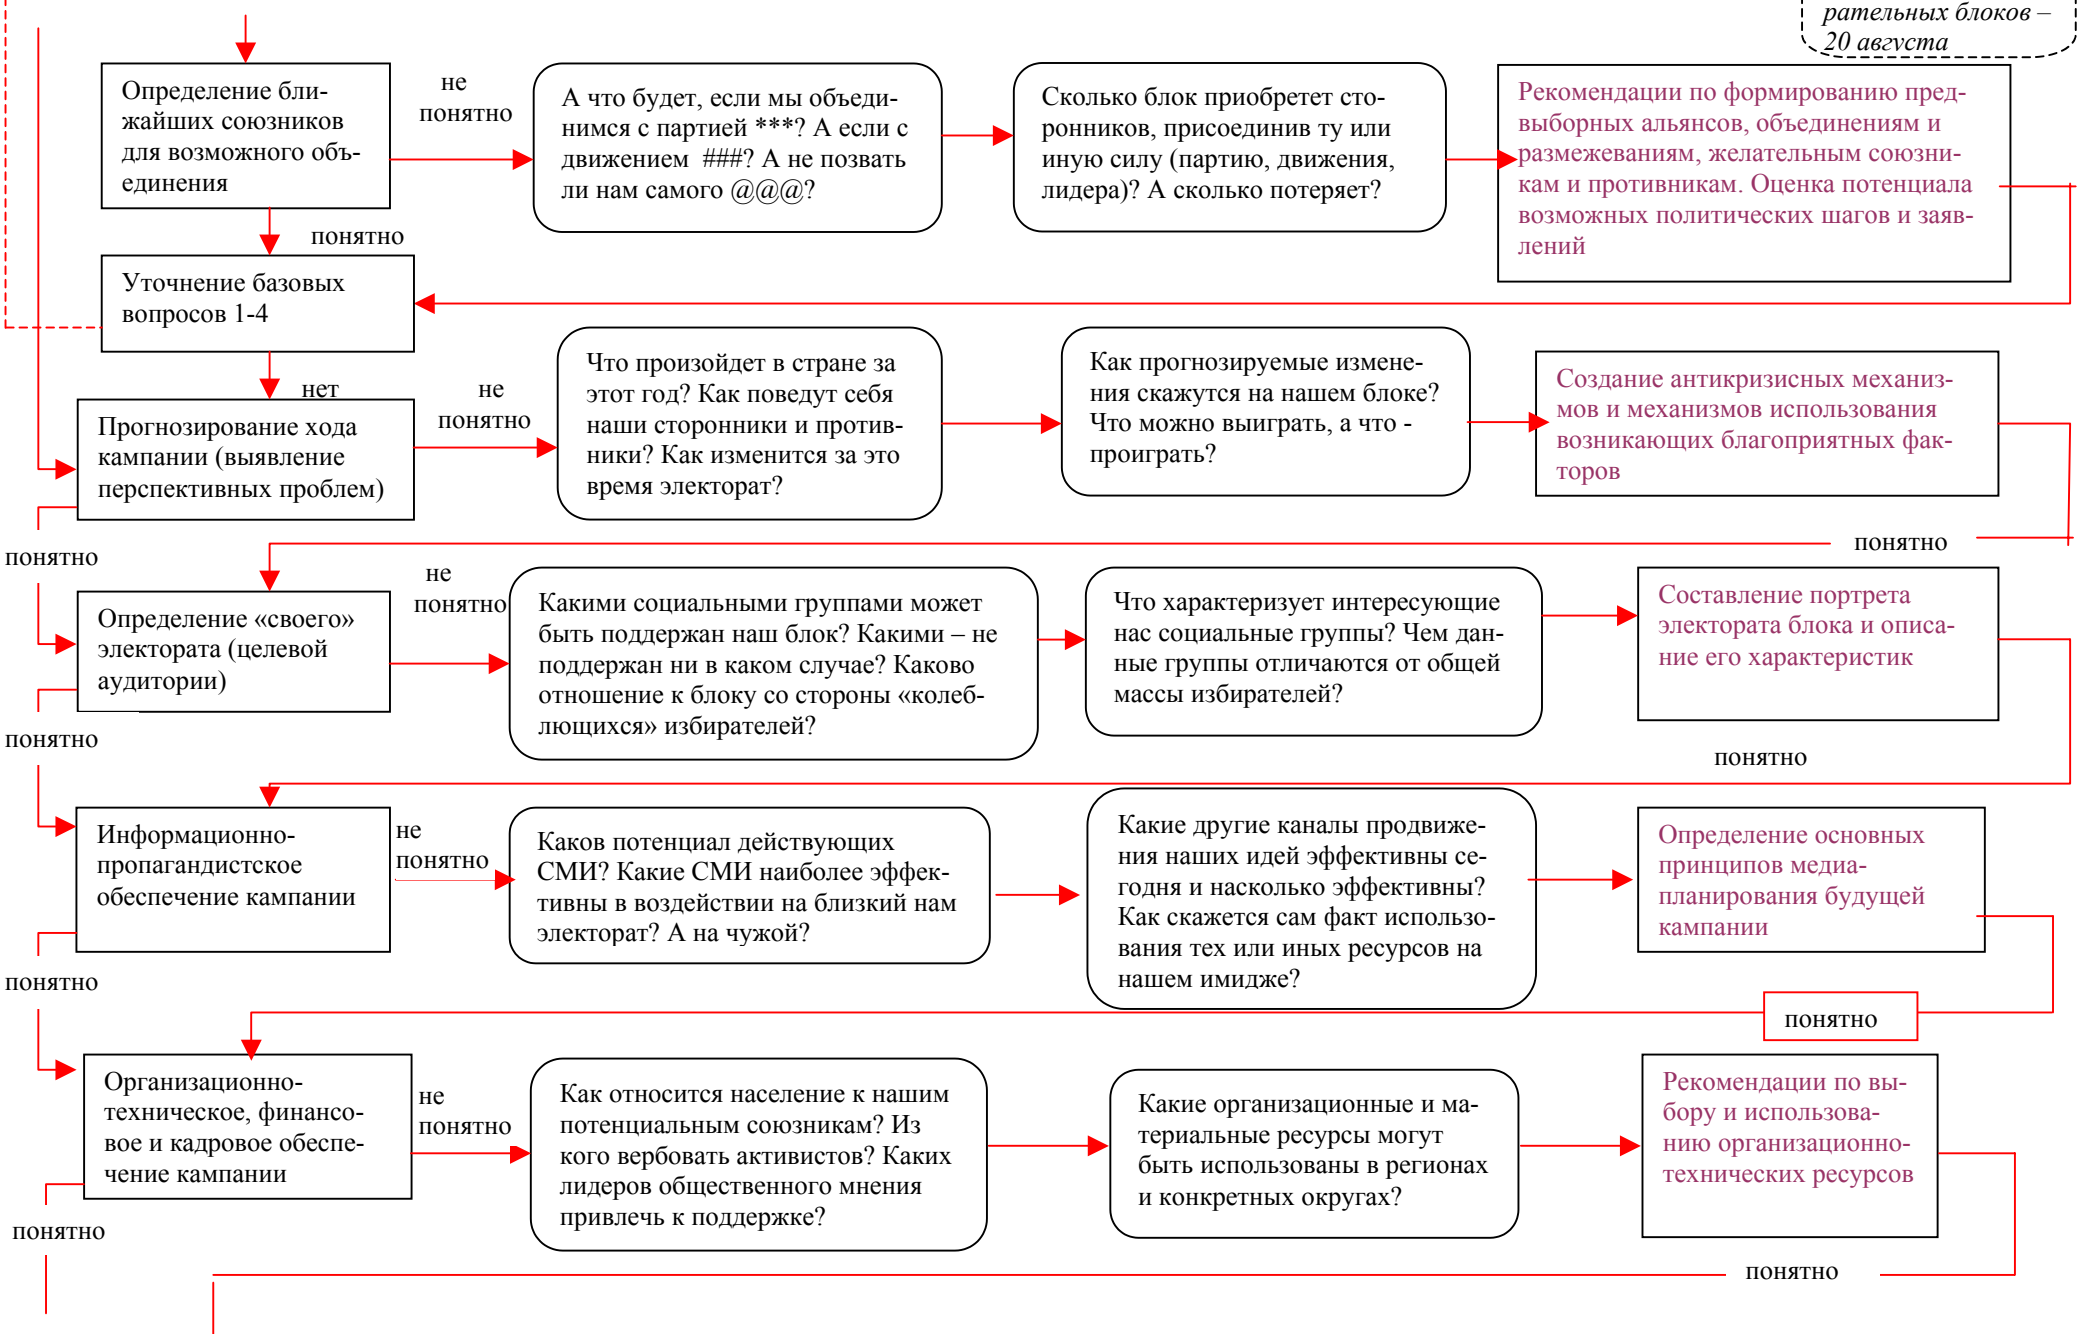 рательных блоков –
20 августа
Определение бли-
жайших союзников
для возможного объ-
единения
не
понятно
А что будет, если мы объеди-
нимся с партией ***? А если с
движением ###? А не позвать
ли нам самого @@@?
Сколько блок приобретет сто-
ронников, присоединив ту или
иную силу (партию, движения,
лидера)? А сколько потеряет?
Рекомендации по формированию пред-
выборных альянсов, объединениям и
размежеваниям, желательным союзни-
кам и противникам. Оценка потенциала
возможных политических шагов и заяв-
лений
понятно
Уточнение базовых
вопросов 1-4
нет
Прогнозирование хода
кампании (выявление
перспективных проблем)
не
понятно
Что произойдет в стране за
этот год? Как поведут себя
наши сторонники и против-
ники? Как изменится за это
время электорат?
Как прогнозируемые измене-
ния скажутся на нашем блоке?
Что можно выиграть, а что -
проиграть?
Создание антикризисных механиз-
мов и механизмов использования
возникающих благоприятных фак-
торов
понятно
понятно
Определение «своего»
электората (целевой
аудитории)
не
понятно
Какими социальными группами может
быть поддержан наш блок? Какими – не
поддержан ни в каком случае? Каково
отношение к блоку со стороны «колеб-
лющихся» избирателей?
Что характеризует интересующие
нас социальные группы? Чем дан-
ные группы отличаются от общей
массы избирателей?
Составление портрета
электората блока и описа-
ние его характеристик
понятно
понятно
Информационно-
пропагандистское
обеспечение кампании
не
понятно
Каков потенциал действующих
СМИ? Какие СМИ наиболее эффек-
тивны в воздействии на близкий нам
электорат? А на чужой?
Какие другие каналы продвиже-
ния наших идей эффективны се-
годня и насколько эффективны?
Как скажется сам факт использо-
вания тех или иных ресурсов на
нашем имидже?
Определение основных
принципов медиа-
планирования будущей
кампании
понятно
понятно
Организационно-
техническое, финансо-
вое и кадровое обеспе-
чение кампании
не
понятно
Как относится население к нашим
потенциальным союзникам? Из
кого вербовать активистов? Каких
лидеров общественного мнения
привлечь к поддержке?
Какие организационные и ма-
териальные ресурсы могут
быть использованы в регионах
и конкретных округах?
Рекомендации по вы-
бору и использова-
нию организационно-
технических ресурсов
понятно
понятно